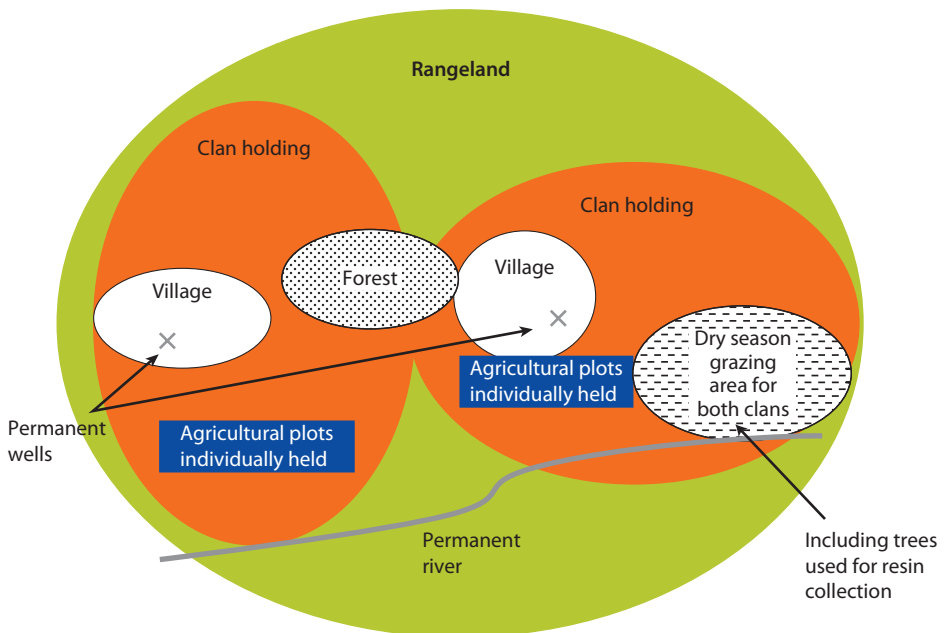 Rangeland
Clan holding
Clan holding
Village
Forest
Village
Dry season
grazing
area for
both clans
Agricultural plots
individually held
Permanent
wells
Agricultural plots
individually held
Permanent
river
Including trees
used for resin
collection